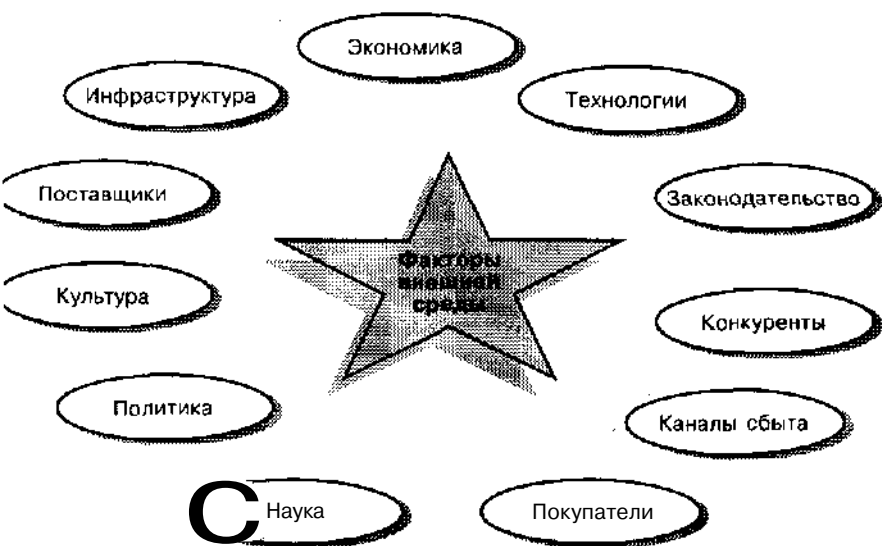 Экономика
Инфраструктура
Технологии
Поставщики
Законодательство
Факторы
внешней
среды
Культура
Конкуренты
Политика
Каналы сбыта
С Наука
Покупатели